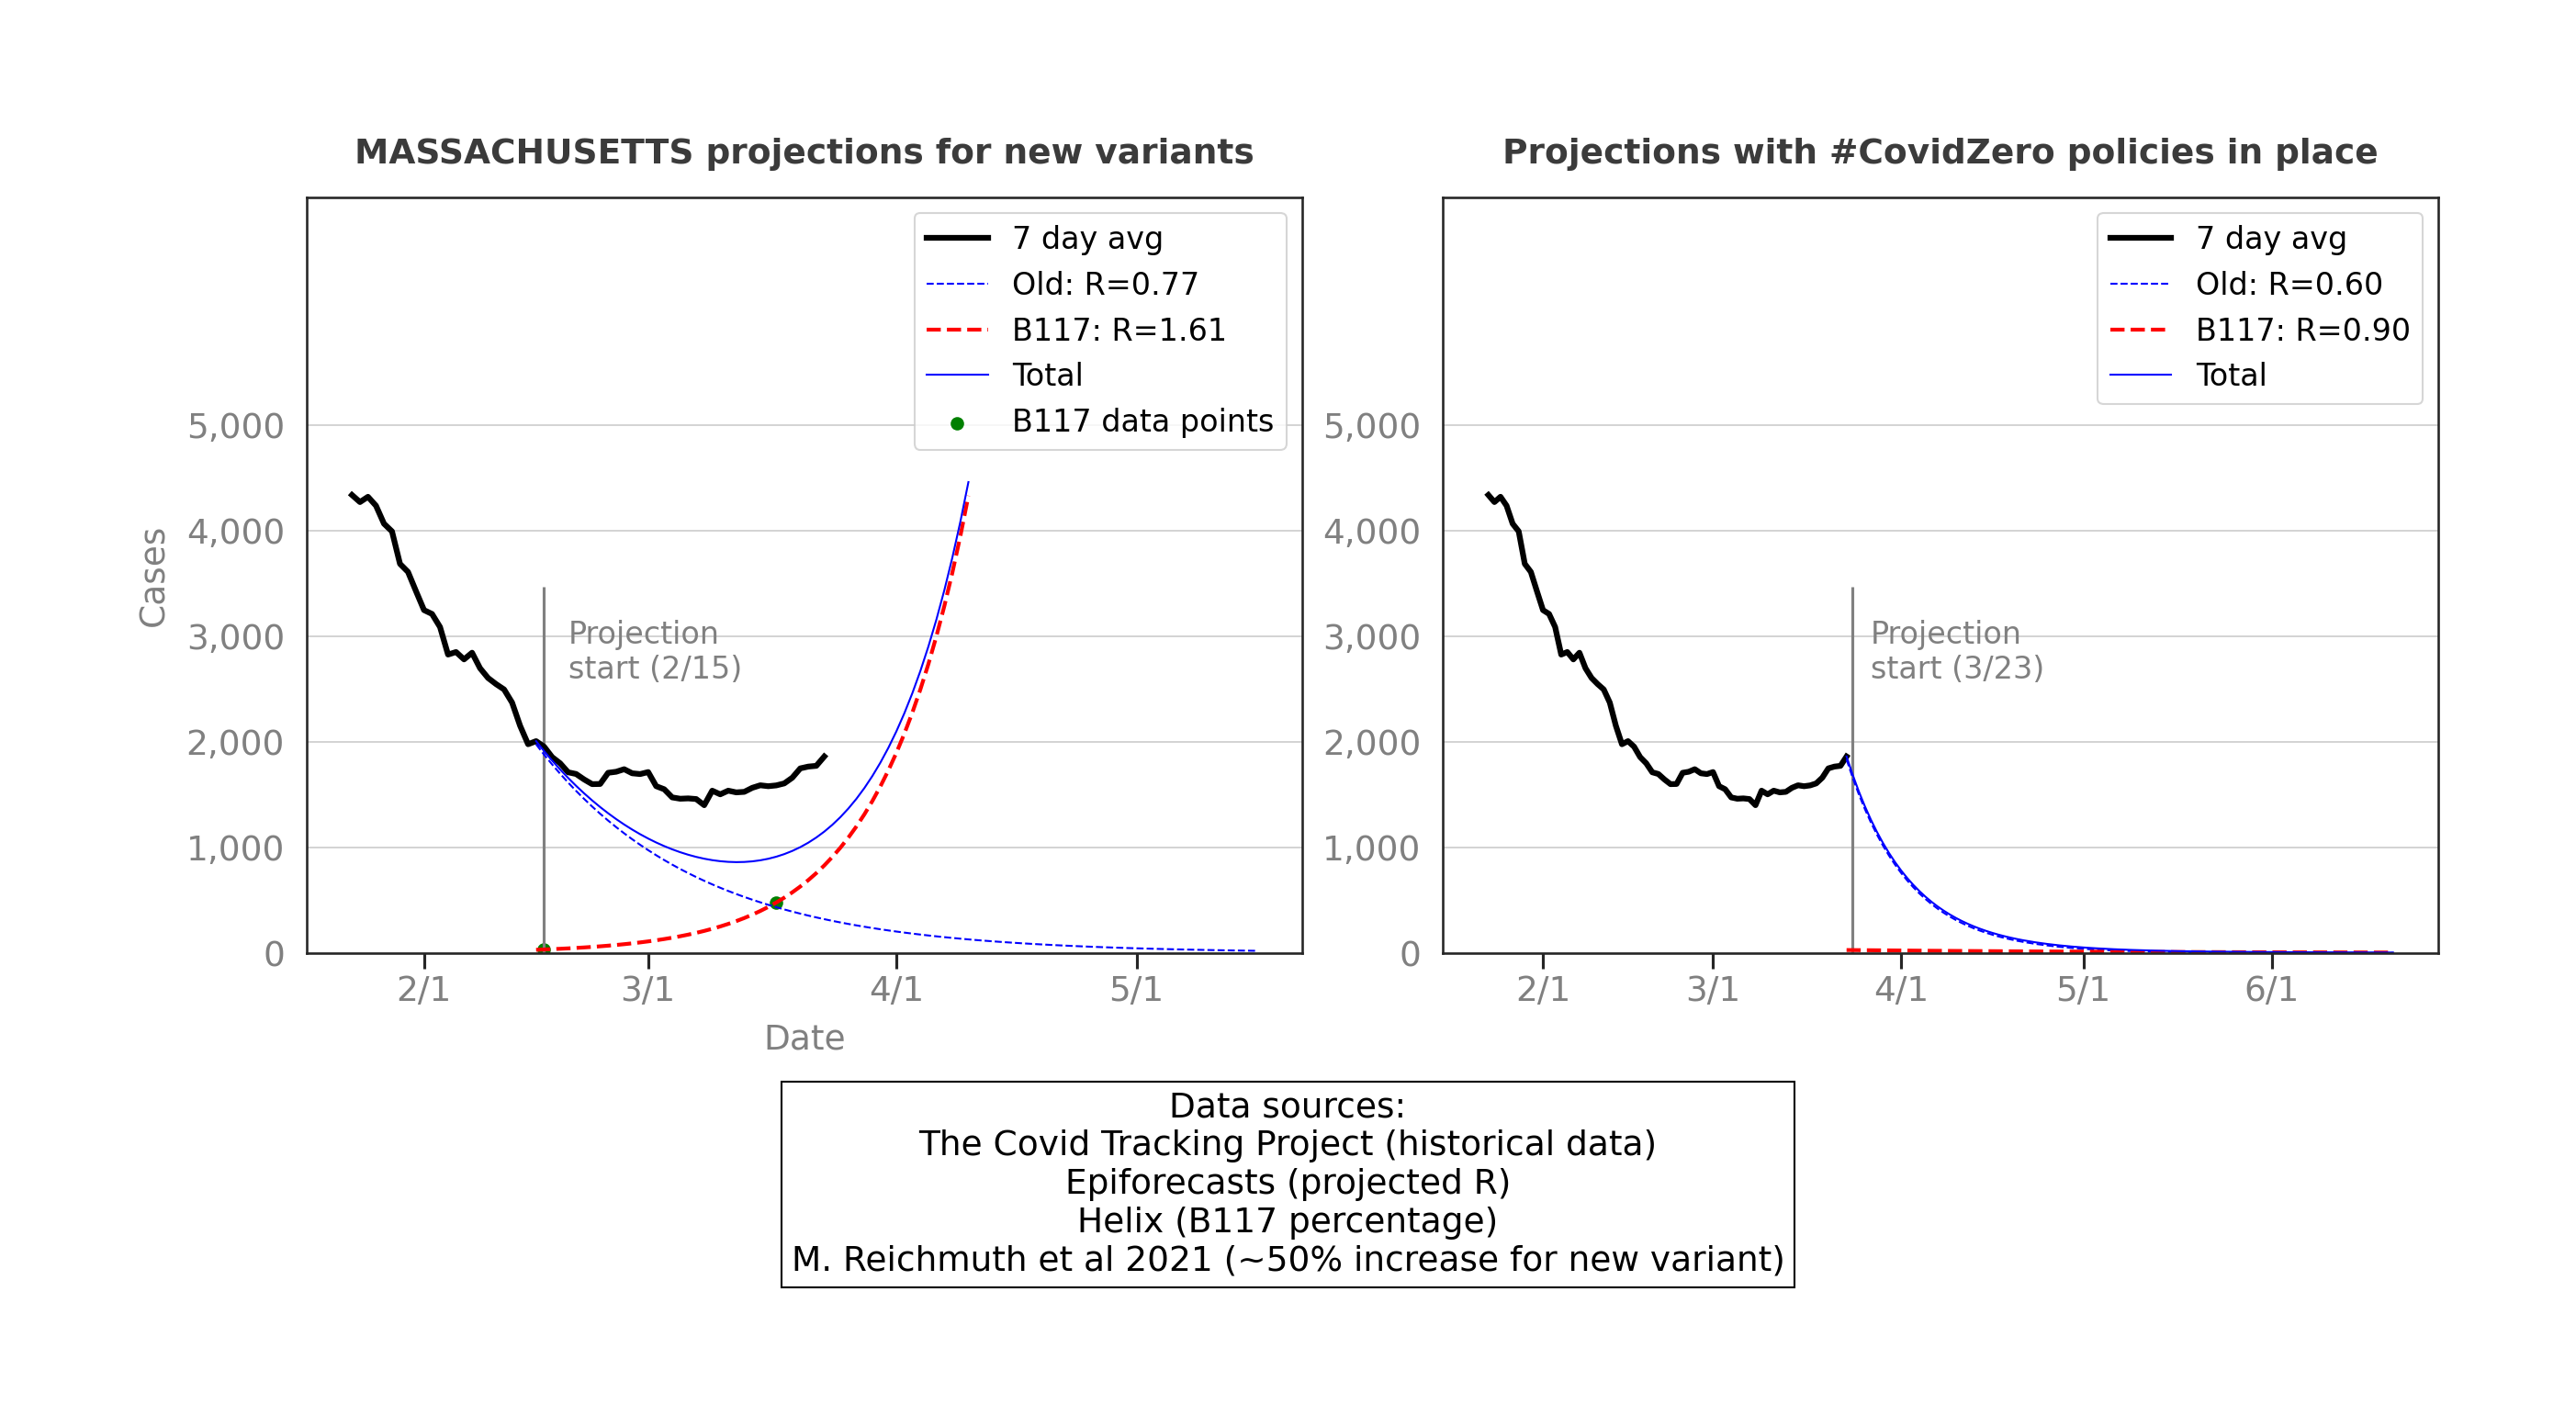 MASSACHUSETTS projections for new variants
7 day avg
Old: R=0.77
B117: R=1.61
Total
B117 data points
5,000
4,000
3,000
2,000
1,000
0
Cases
Projection
start (2/15)
2/1
3/1
4/1
5/1
Date
Projections with #CovidZero policies in place
7 day avg
Old: R=0.60
B117: R=0.90
Total
5,000
4,000
3,000
2,000
1,000
0
Projection
start (3/23)
2/1
3/1
4/1
5/1
6/1
Data sources:
The Covid Tracking Project (historical data)
Epiforecasts (projected R)
Helix (B117 percentage)
M. Reichmuth et al 2021 (~50% increase for new variant)